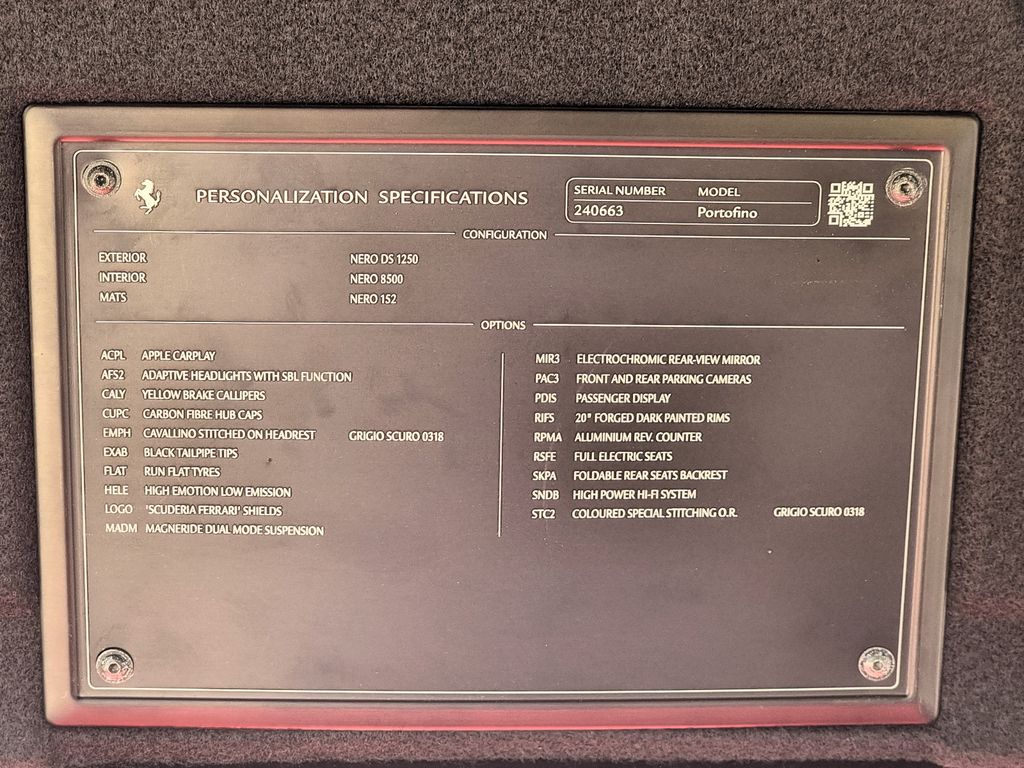 PERSONALIZATION SPECIFICATIONS
SERIAL NUMBER MODEL
240663 Portofino
CONFIGURATION
EXTERIOR NERO DS 1250
INTERIOR NERO 8500
MATS NERO 152
OPTIONS
ACPL APPLE CARPLAY
AFS2 ADAPTIVE HEADLIGHTS WITH SBL FUNCTION
CALY YELLOW BRAKE CALLIPERS
CUPC CARBON FIBRE HUB CAPS
EMPH CAVALLINO STITCHED ON HEADREST GRIGIO SCURO 0318
EXAB BLACK TAILPIPE TIPS
FLAT RUN FLAT TYRES
HELE HIGH EMOTION LOW EMISSION
LOGO 'SCUDERIA FERRARI' SHIELDS
MADM MAGNERIDE DUAL MODE SUSPENSION
MIR3 ELECTROCHROMIC REAR-VIEW MIRROR
PAC3 FRONT AND REAR PARKING CAMERAS
PDIS PASSENGER DISPLAY
RIFS 20" FORGED DARK PAINTED RIMS
RPMA ALUMINIUM REV. COUNTER
RSFE FULL ELECTRIC SEATS
SKPA FOLDABLE REAR SEATS BACKREST
SNDB HIGH POWER HI-FI SYSTEM
STC2 COLOURED SPECIAL STITCHING O.R. GRIGIO SCURO 0318